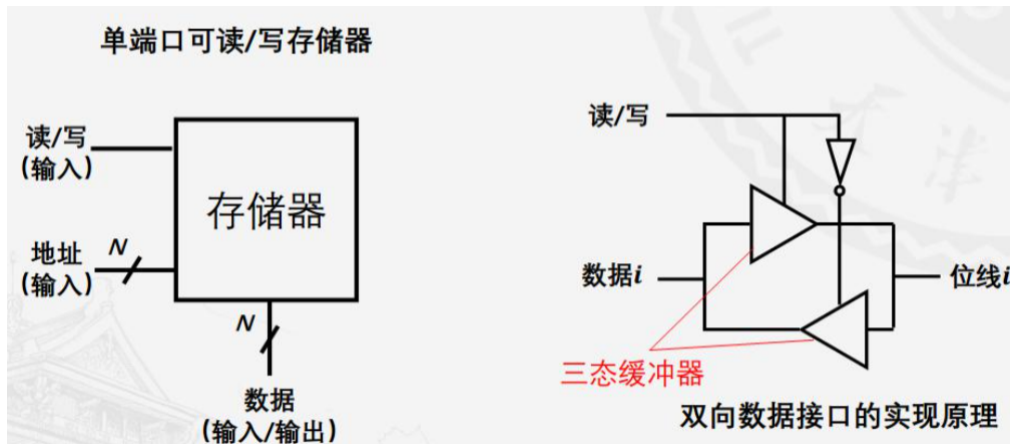 单端口可读/写存储器
读/写
(输入)
存储器
地址
(输入)
N
N
数据
(输入/输出)
读/写
数据i
位线i
三态缓冲器
双向数据接口的实现原理